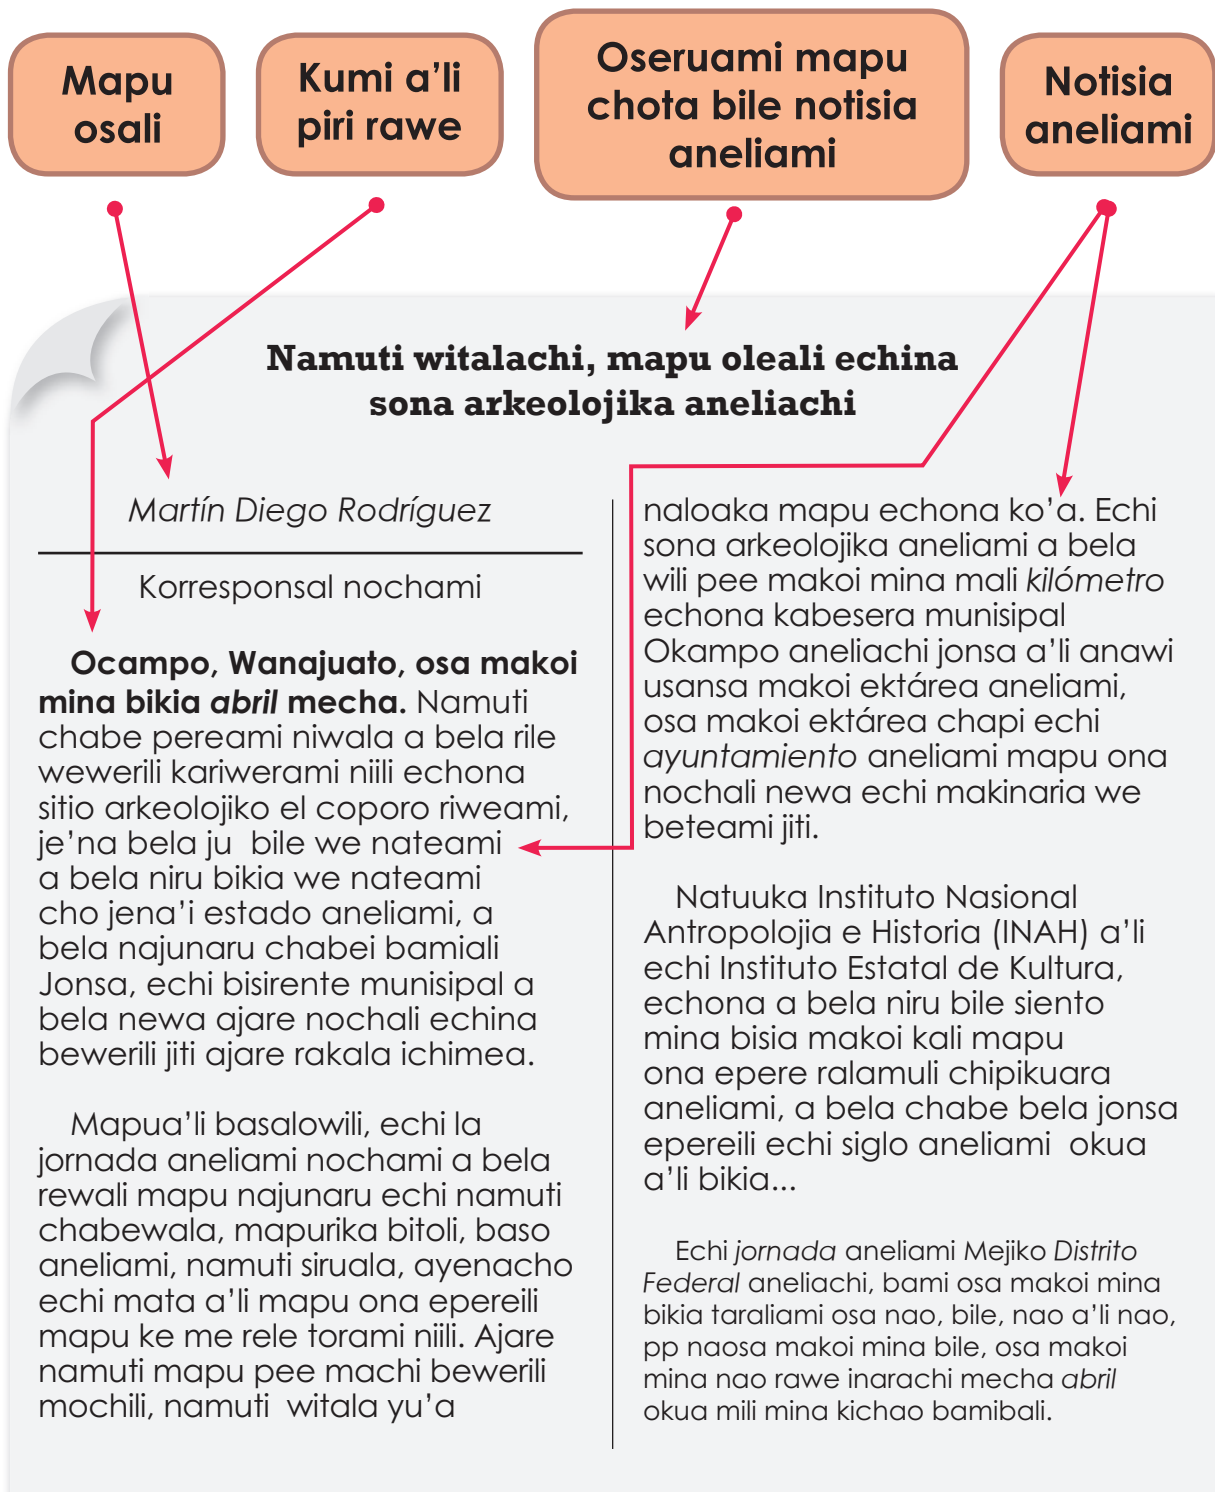 Mapu
osali
Kumi a'li
piri rawe
Oseruami mapu
chota bile notisia
aneliami
Notisia
aneliami
Namuti witalachi, mapu oleali echina
sona arkeolojika aneliachi
Martín Diego Rodríguez
Korresponsal nochami
Ocampo, Wanajuato, osa makoi
mina bikia abril mecha. Namuti
chabe pereami niwala a bela rile
wewerili kariwerami niili echona
sitio arkeolojiko el coporo riweami,
je'na bela ju bile we nateami
a bela niru bikia we nateami
cho jena'i estado aneliami, a
bela najunaru chabei bamiali
Jonsa, echi bisirente munisipal a
bela newa ajare nochali echina
bewerili jiti ajare rakala ichimea.
Mapua'li basalowili, echi la
jornada aneliami nochami a bela
rewali mapu najunaru echi namuti
chabewala, mapurika bitoli, baso
aneliami, namuti siruala, ayenacho
echi mata a'li mapu ona epereili
mapu ke me rele torami niili. Ajare
namuti mapu pee machi bewerili
mochili, namuti witala yu'a
naloaka mapu echona ko'a. Echi
sona arkeolojika aneliami a bela
wili pee makoi mina mali kilómetro
echona kabesera munisipal
Okampo aneliachi jonsa a'li anawi
usansa makoi ektárea aneliami,
osa makoi ektárea chapi echi
ayuntamiento aneliami mapu ona
nochali newa echi makinaria we
beteami jiti.
Natuuka Instituto Nasional
Antropolojia e Historia (INAH) a'li
echi Instituto Estatal de Kultura,
echona a bela niru bile siento
mina bisia makoi kali mapu
ona epere ralamuli chipikuara
aneliami, a bela chabe bela jonsa
epereili echi siglo aneliami okua
a'li bikia...
Echi jornada aneliami Mejiko Distrito
Federal aneliachi, bami osa makoi mina
bikia taraliami osa nao, bile, nao a'li nao,
pp naosa makoi mina bile, osa makoi
mina nao rawe inarachi mecha abril
okua mili mina kichao bamibali.